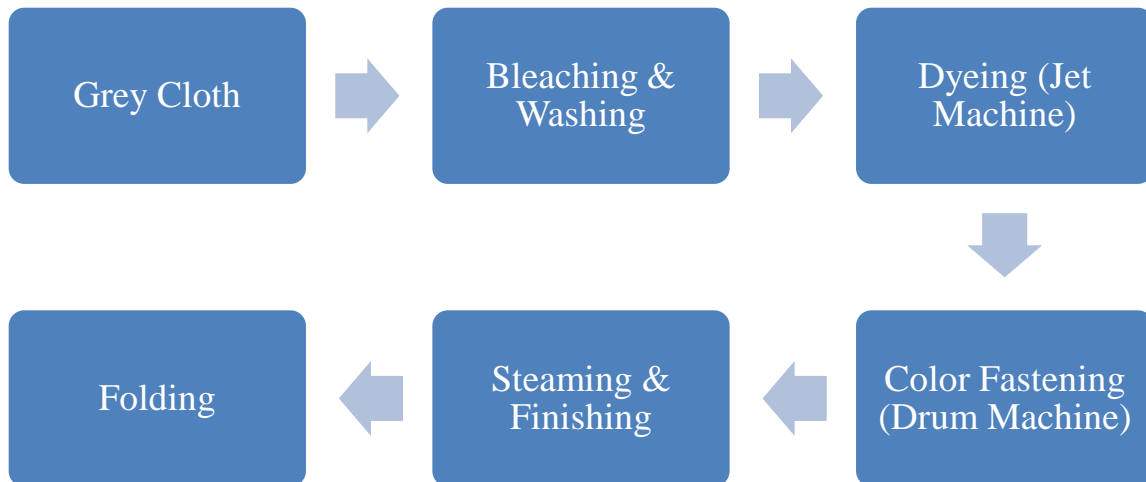 Grey Cloth
Bleaching &
Washing
Dyeing (Jet
Machine)
Color Fastening
(Drum Machine)
Steaming &
Finishing
Folding